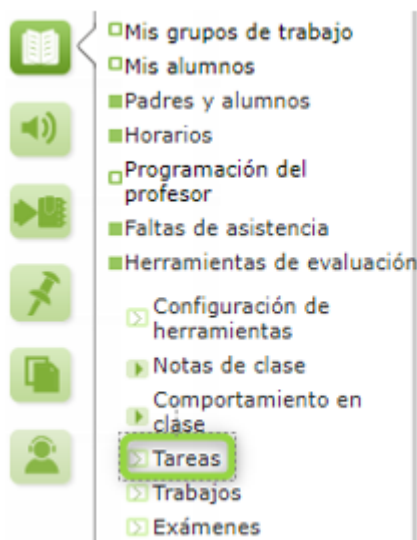 Mis grupos de trabajo
Mis alumnos
Padres y alumnos
Horarios
Programación del
profesor
Faltas de asistencia
Herramientas de evaluación
Configuración de
herramientas
Notas de clase
Comportamiento en
clase
Tareas
Trabajos
Exámenes